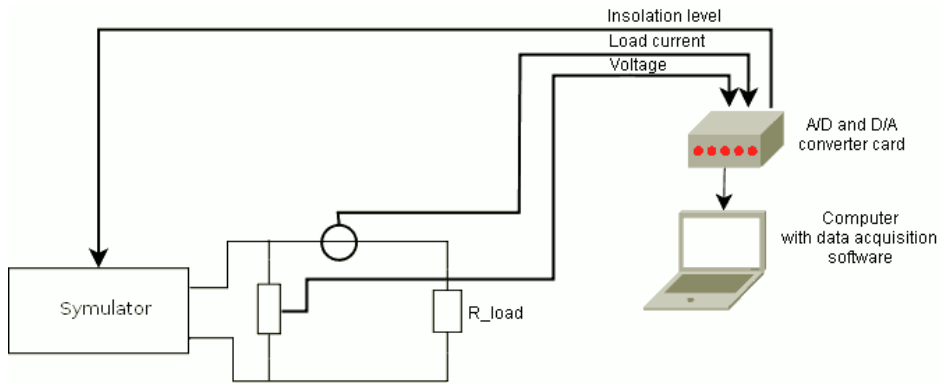 Insolation level
Load current
Voltage
A/D and D/A
converter card
Computer
with data acquisition
software
Symulator
R_load